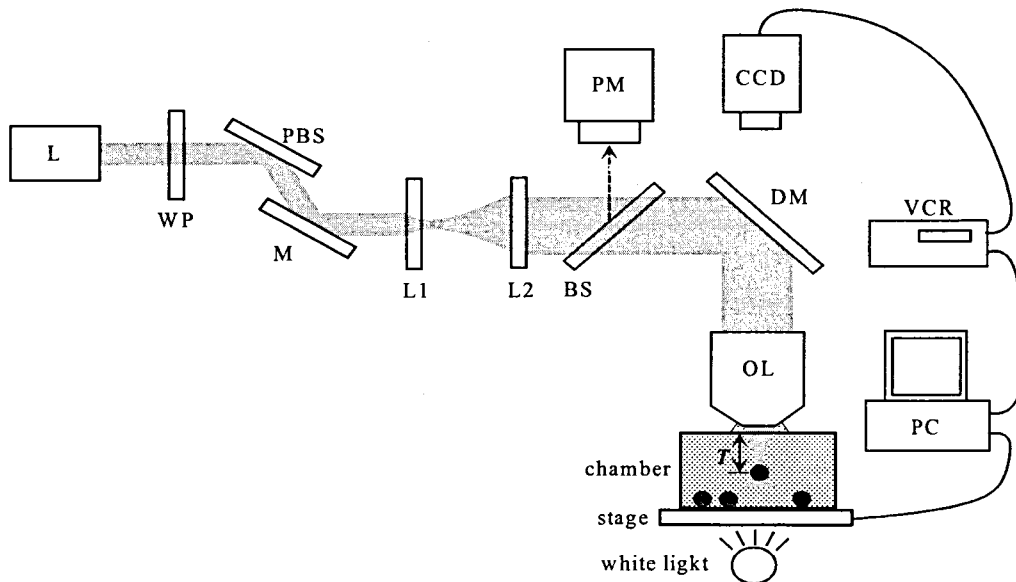 CCD
PM
L
PBS
DM
WP
VCR
M
L1
L2
BS
OL
PC
T
chamber
stage
white ligkt